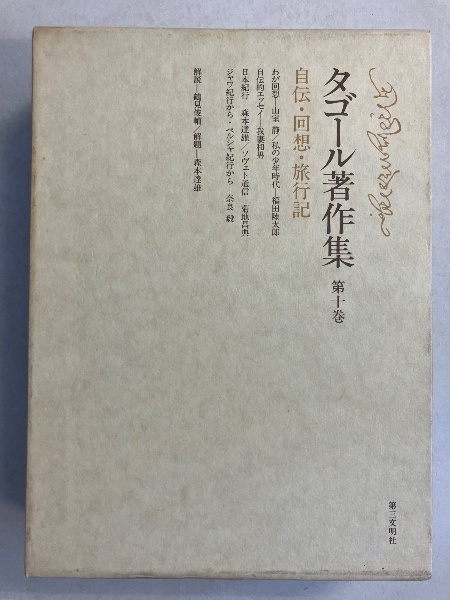 タゴール著作集 第十巻
自伝・回想・旅行記
わが回想―山室 静／私の少年時代―福田陸太郎
自伝的エッセイ―我妻和男
日本紀行 森本達雄／ソヴェト通信 菊地昌典
ジャワ紀行から・ペルシャ紀行から 奈良 毅
解説―鶴見俊輔／解題―森本達雄
第三文明社